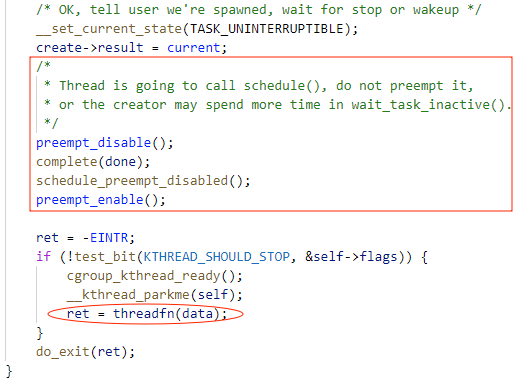 /* OK, tell user we're spawned, wait for stop or wakeup */
__set_current_state(TASK_UNINTERRUPTIBLE);
create->result = current;
/*
* Thread is going to call schedule(), do not preempt it,
* or the creator may spend more time in wait_task_inactive().
*/
preempt_disable();
complete(done);
schedule_preempt_disabled();
preempt_enable();
ret = -EINTR;
if (!test_bit(KTHREAD_SHOULD_STOP, &self->flags)) {
cgroup_kthread_ready();
__kthread_parkme(self);
ret = threadfn(data);
}
do_exit(ret);
}